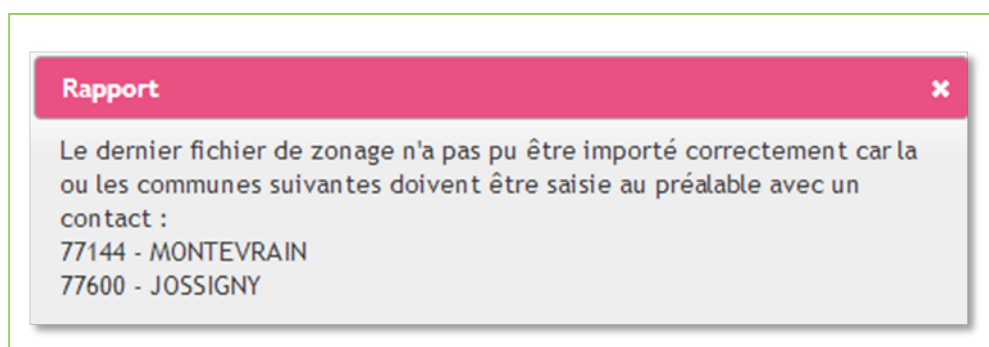 Rapport
Le dernier fichier de zonage n'a pas pu être importé correctement car la
ou les communes suivantes doivent être saisie au préalable avec un
contact :
77144 - MONTEVRAIN
77600 - JOSSIGNY